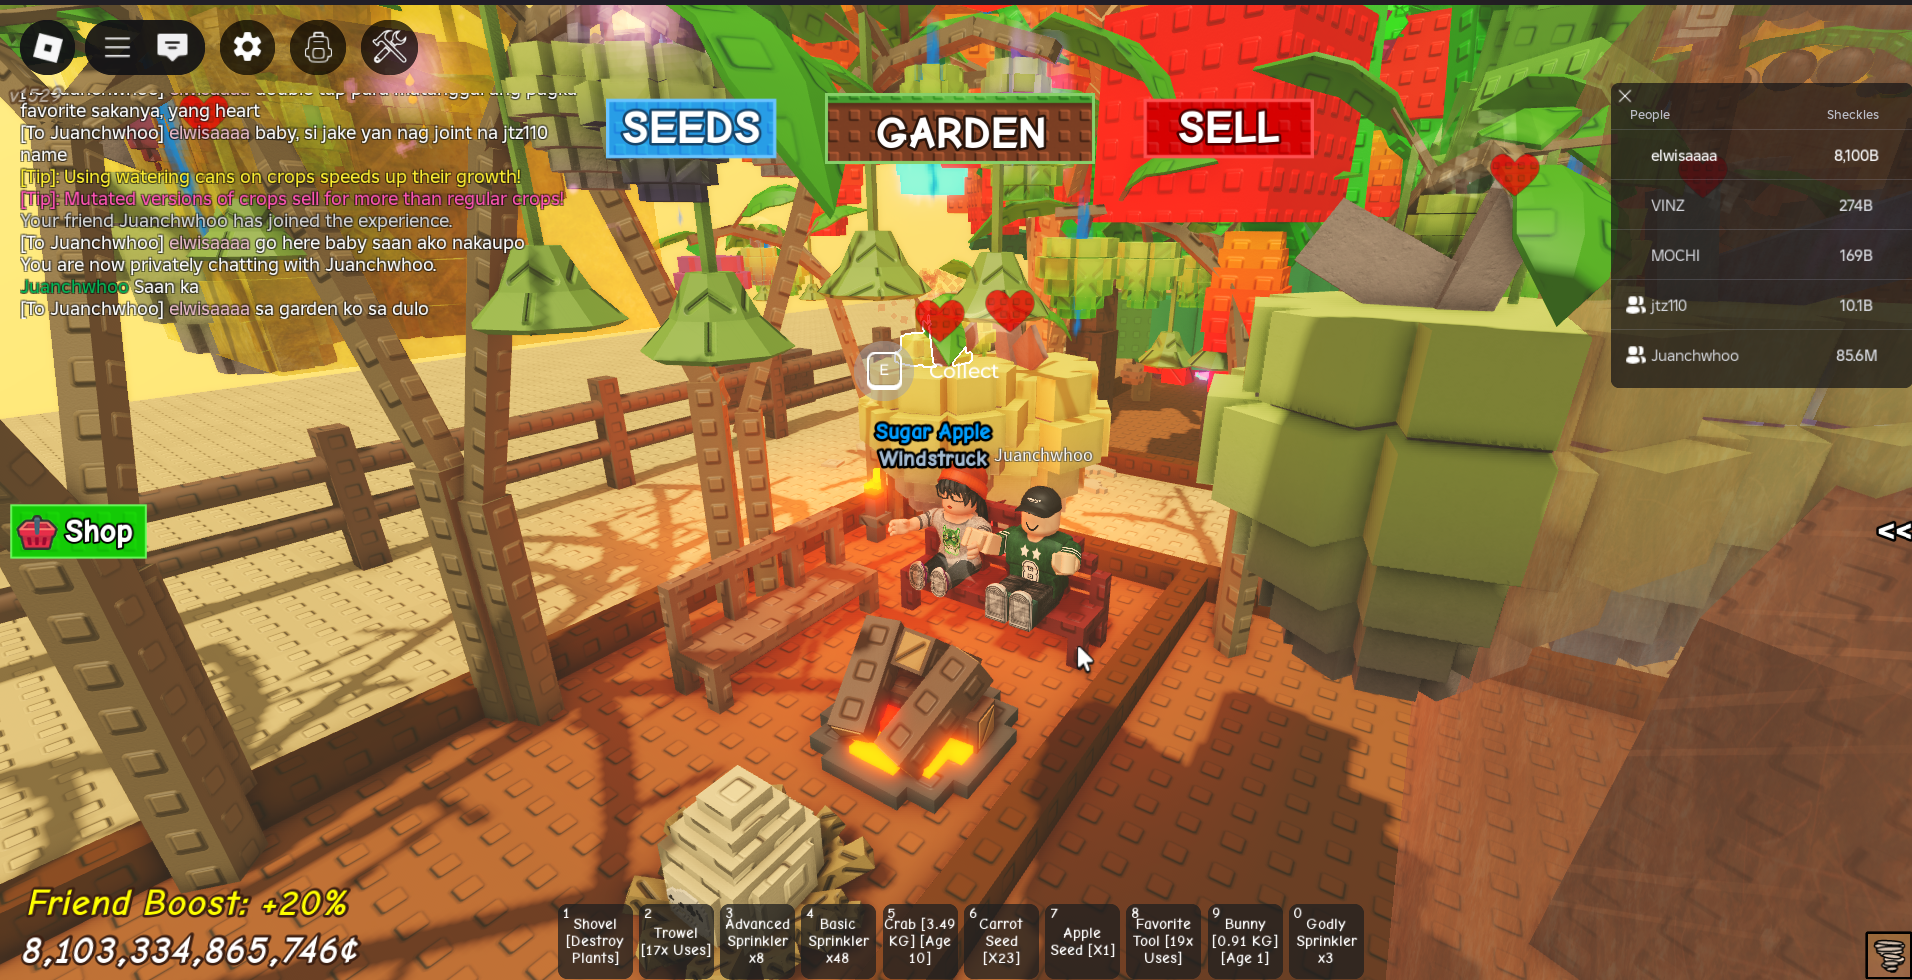 favorite sakanya, yang heart
[To Juanchwhoo] elwisaaaa baby, si jake yan nag joint na jtz110
name
[Tip]: Using watering cans on crops speeds up their growth!
[Tip]: Mutated versions of crops sell for more than regular crops!
Your friend Juanchwhoo has joined the experience.
[To Juanchwhoo] elwisaaaa go here baby saan ako nakaupo
You are now privately chatting with Juanchwhoo.
Juanchwhoo Saan ka
[To Juanchwhoo] elwisaaaa sa garden ko sa dulo
SEEDS
GARDEN
SELL
People Sheckles
elwisaaaa 8,100B
VINZ 274B
MOCHI 169B
jtz110 10.1B
Juanchwhoo 85.6M
E
Collect
Sugar Apple
Windstruck
Juanchwhoo
Shop
<<
Friend Boost: +20%
8,103,334,865,746¢
1
Shovel
[Destroy
Plants]
2
Trowel
[17x Uses]
3
Advanced
Sprinkler
x8
4
Basic
Sprinkler
x48
5
Crab [3.49
KG] [Age
10]
6
Carrot
Seed
[X23]
7
Apple
Seed [X1]
8
Favorite
Tool [19x
Uses]
9
Bunny
[0.91 KG]
[Age 1]
0
Godly
Sprinkler
x3